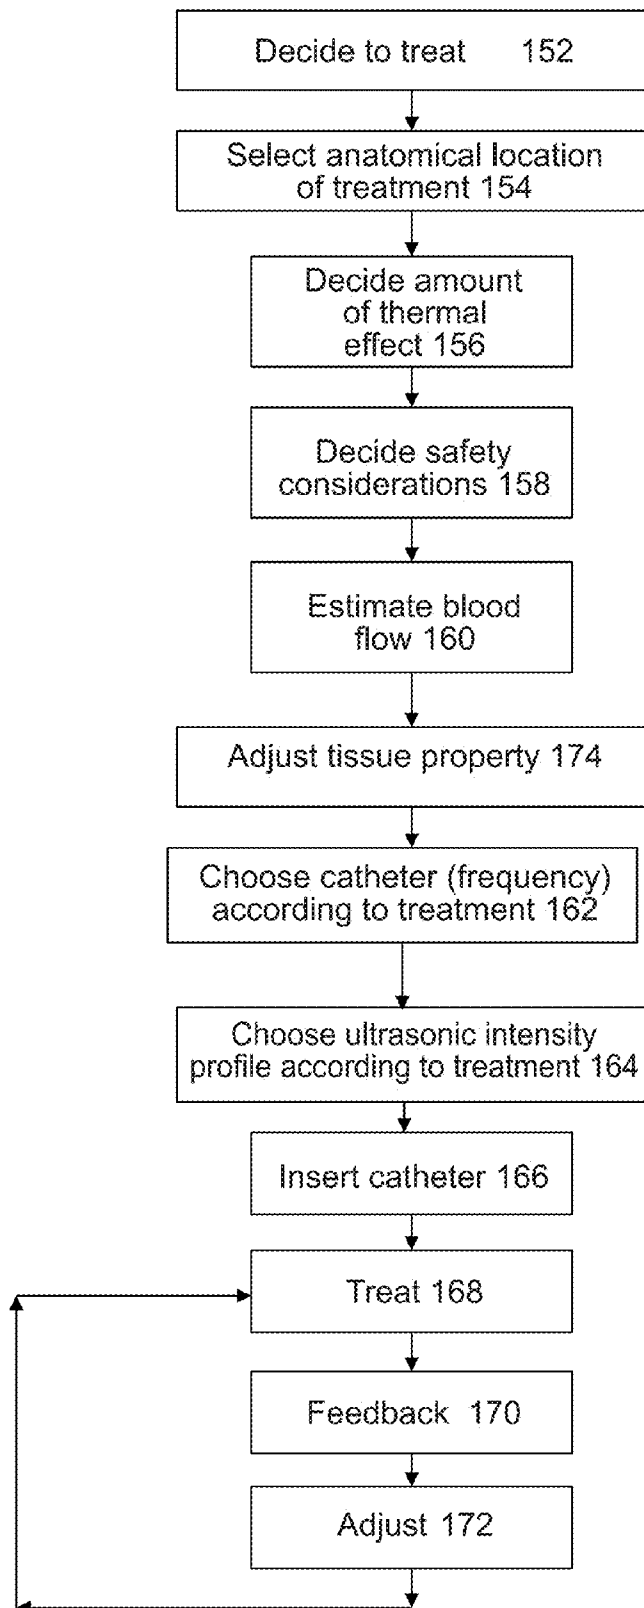 Decide to treat 152
Select anatomical location
of treatment 154
Decide amount
of thermal
effect 156
Decide safety
considerations 158
Estimate blood
flow 160
Adjust tissue property 174
Choose catheter (frequency)
according to treatment 162
Choose ultrasonic intensity
profile according to treatment 164
Insert catheter 166
Treat 168
Feedback 170
Adjust 172